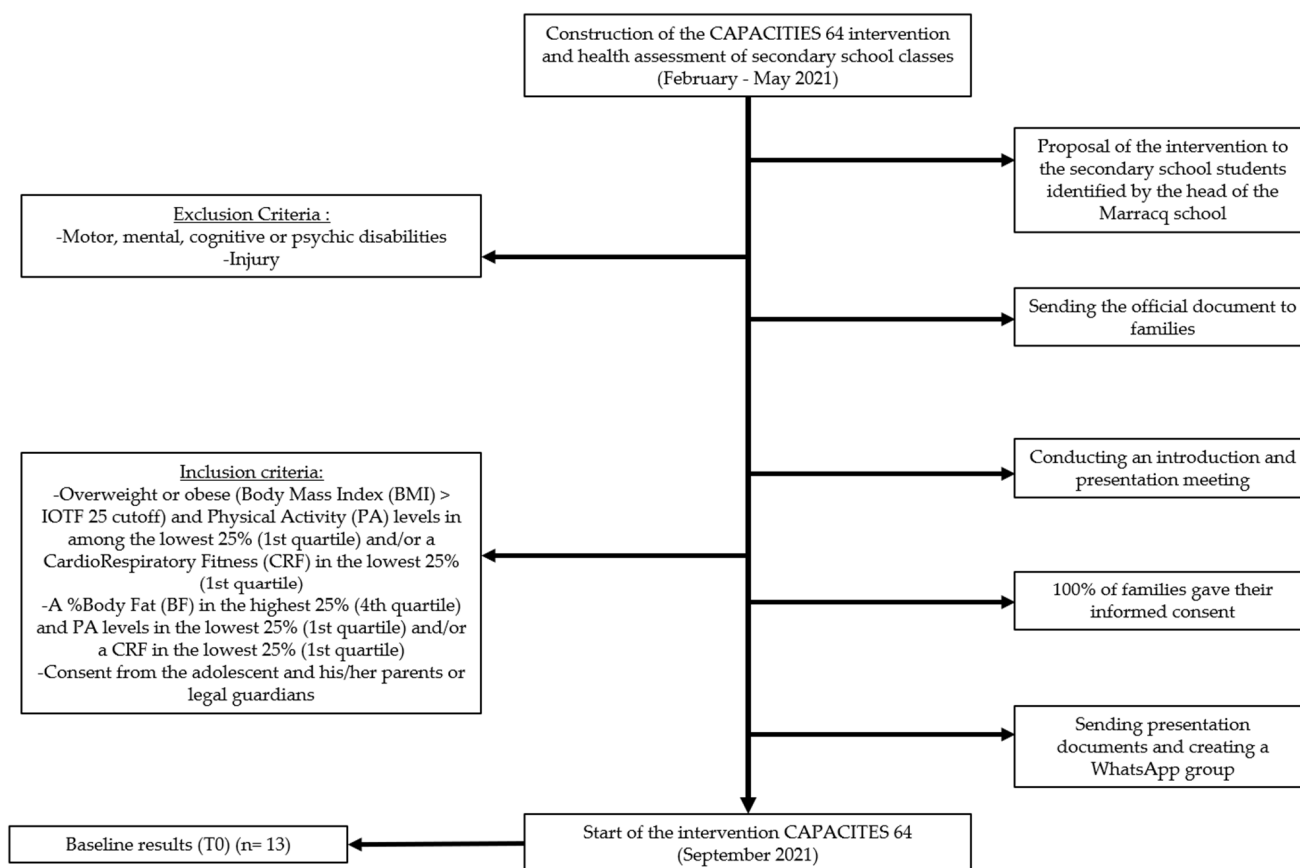 Construction of the CAPACITIES 64 intervention
and health assessment of secondary school classes
(February - May 2021)
Proposal of the intervention to
the secondary school students
identified by the head of the
Marracq school
Exclusion Criteria :
-Motor, mental, cognitive or psychic disabilities
-Injury
Sending the official document to
families
Inclusion criteria:
-Overweight or obese (Body Mass Index (BMI) >
IOTF 25 cutoff) and Physical Activity (PA) levels in
among the lowest 25% (1st quartile) and/or a
CardioRespiratory Fitness (CRF) in the lowest 25%
(1st quartile)
-A %Body Fat (BF) in the highest 25% (4th quartile)
and PA levels in the lowest 25% (1st quartile) and/or
a CRF in the lowest 25% (1st quartile)
-Consent from the adolescent and his/her parents or
legal guardians
Conducting an introduction and
presentation meeting
100% of families gave their
informed consent
Sending presentation
documents and creating a
WhatsApp group
Start of the intervention CAPACITES 64
(September 2021)
Baseline results (T0) (n= 13)